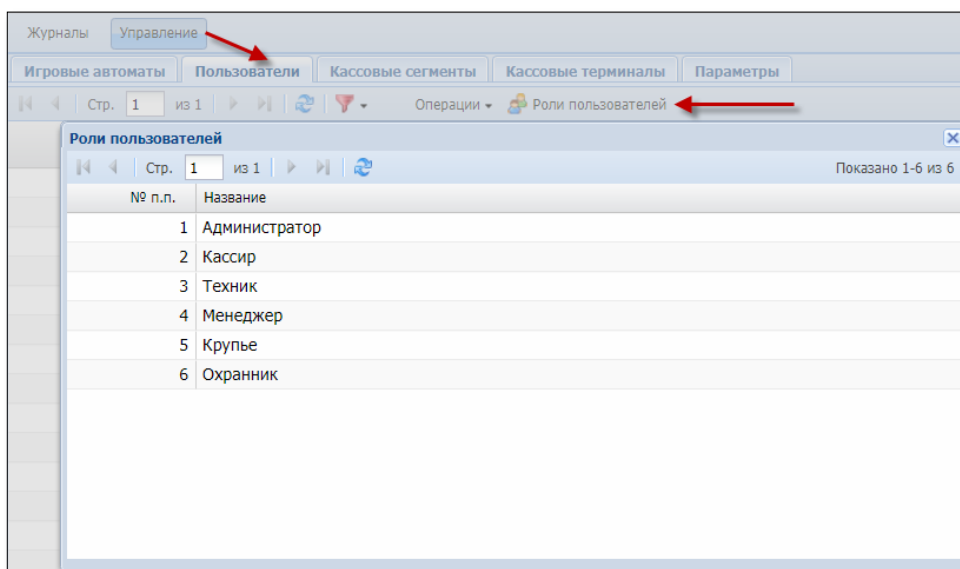 Журналы Управление
Игровые автоматы Пользователи Кассовые сегменты Кассовые терминалы Параметры
Стр. 1 из 1 Операции Роли пользователей
Роли пользователей
Стр. 1 из 1 Показано 1-6 из 6
№ п.п. Название
1 Администратор
2 Кассир
3 Техник
4 Менеджер
5 Крупье
6 Охранник